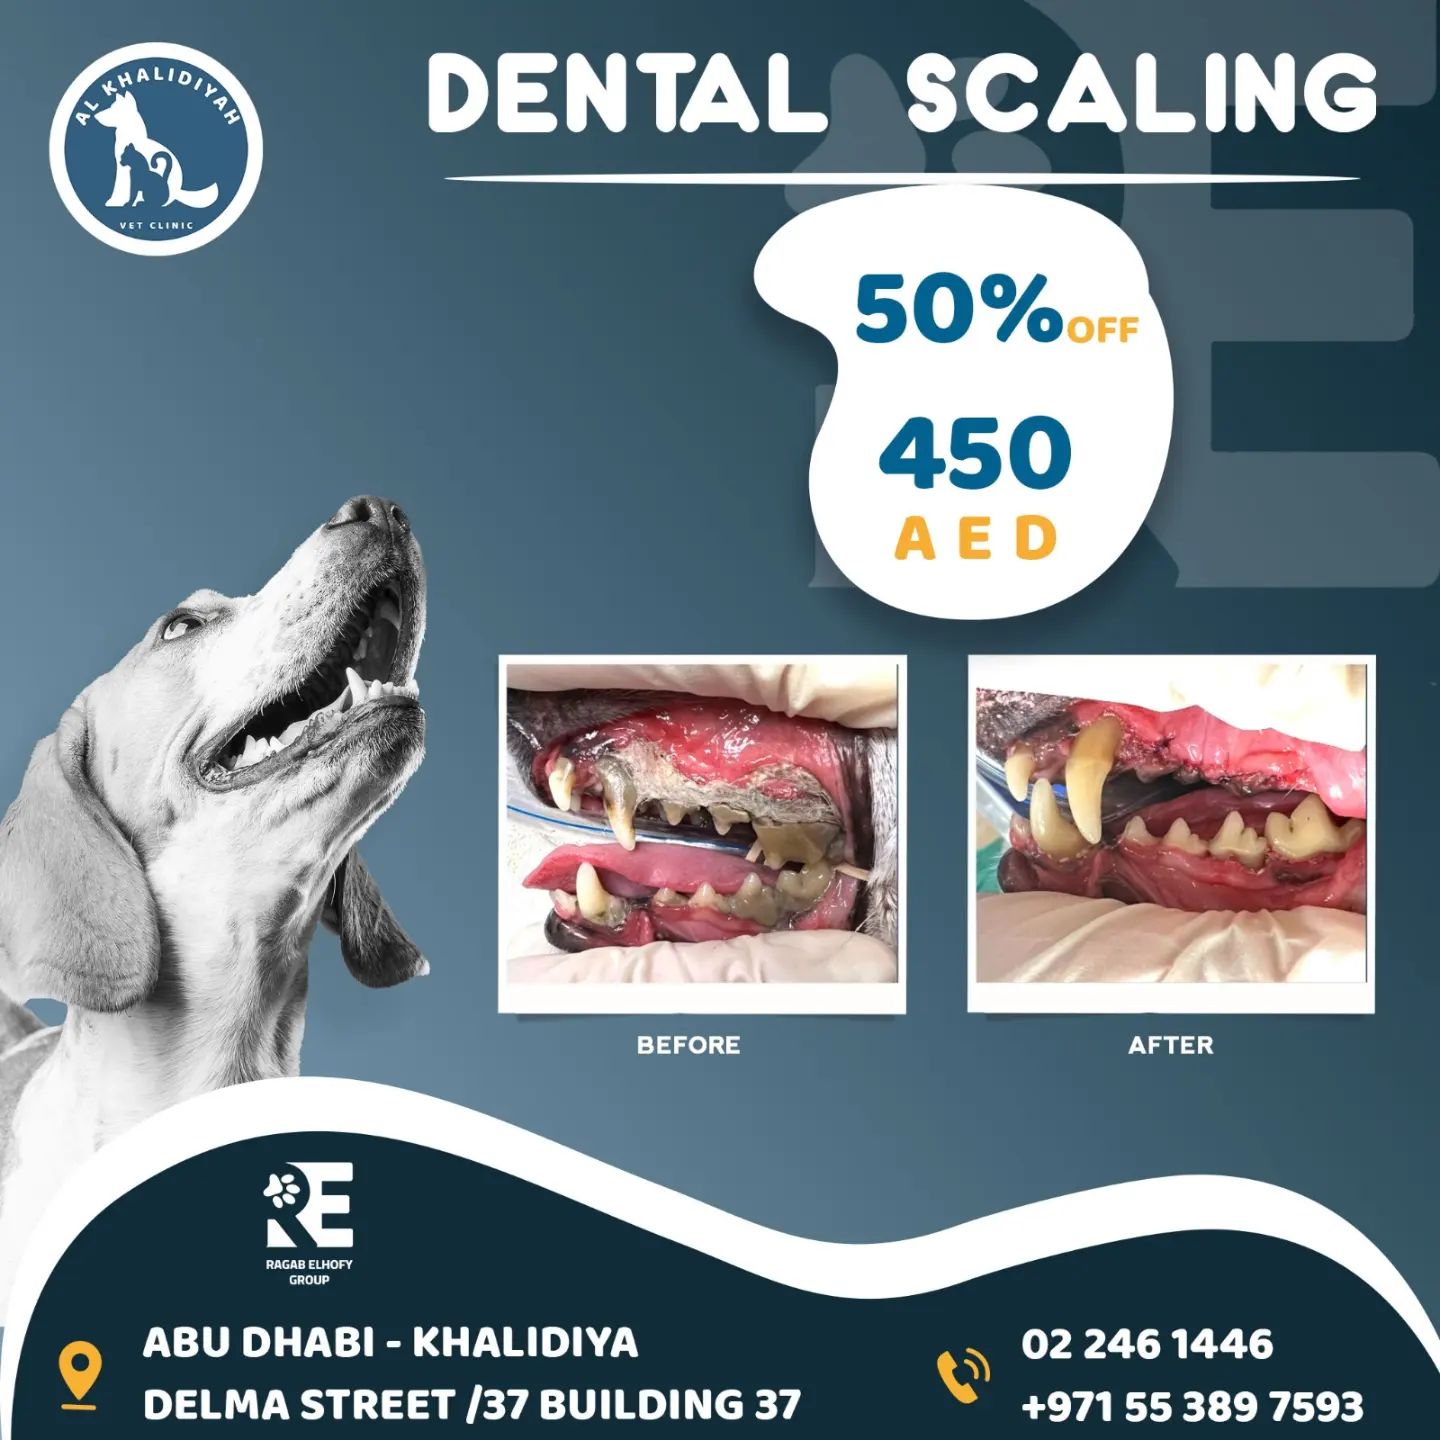 AL KHALIDIYAH
VET CLINIC
DENTAL SCALING
50% OFF
450
AED
BEFORE
AFTER
RE
RAGAB ELHOFY
GROUP
ABU DHABI - KHALIDIYA
DELMA STREET /37 BUILDING 37
02 246 1446
+971 55 389 7593